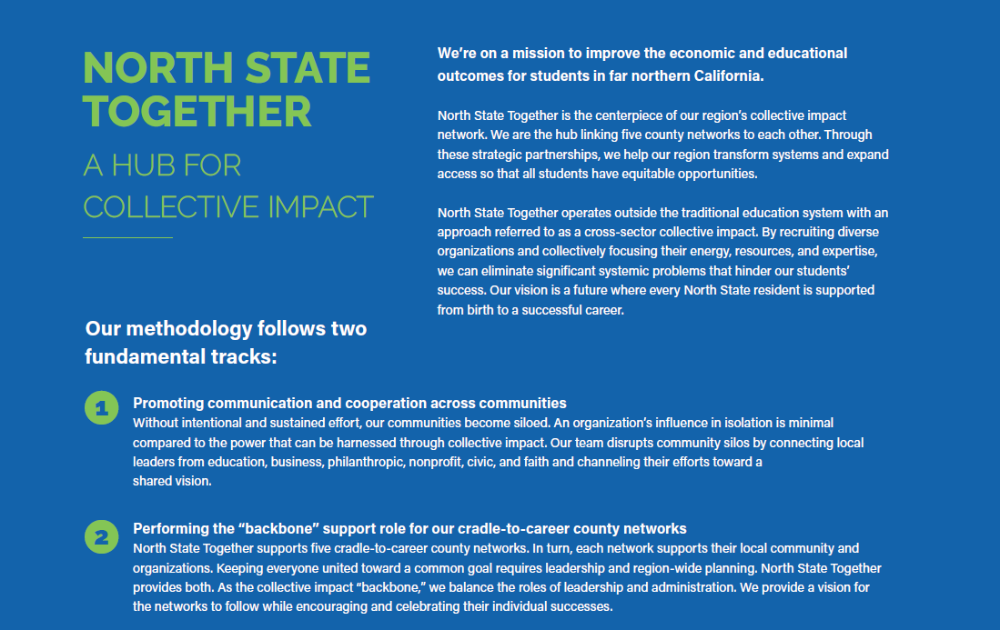 NORTH STATE
TOGETHER
A HUB FOR
COLLECTIVE IMPACT
We’re on a mission to improve the economic and educational
outcomes for students in far northern California.
North State Together is the centerpiece of our region’s collective impact
network. We are the hub linking five county networks to each other. Through
these strategic partnerships, we help our region transform systems and expand
access so that all students have equitable opportunities.
North State Together operates outside the traditional education system with an
approach referred to as a cross-sector collective impact. By recruiting diverse
organizations and collectively focusing their energy, resources, and expertise,
we can eliminate significant systemic problems that hinder our students’
success. Our vision is a future where every North State resident is supported
from birth to a successful career.
Our methodology follows two
fundamental tracks:
1
Promoting communication and cooperation across communities
Without intentional and sustained effort, our communities become siloed. An organization’s influence in isolation is minimal
compared to the power that can be harnessed through collective impact. Our team disrupts community silos by connecting local
leaders from education, business, philanthropic, nonprofit, civic, and faith and channeling their efforts toward a
shared vision.
2
Performing the “backbone” support role for our cradle-to-career county networks
North State Together supports five cradle-to-career county networks. In turn, each network supports their local community and
organizations. Keeping everyone united toward a common goal requires leadership and region-wide planning. North State Together
provides both. As the collective impact “backbone,” we balance the roles of leadership and administration. We provide a vision for
the networks to follow while encouraging and celebrating their individual successes.